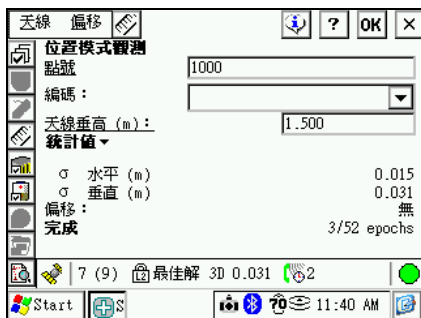 天線 偏移 ? OK ×
位置模式觀測
點號 1000
編碼：
天線垂高 (m): 1.500
統計值
σ 水平 (m) 0.015
σ 垂直 (m) 0.031
偏移： 無
完成 3/52 epochs
7 (9) 最佳解 3D 0.031 2
Start S 11:40 AM